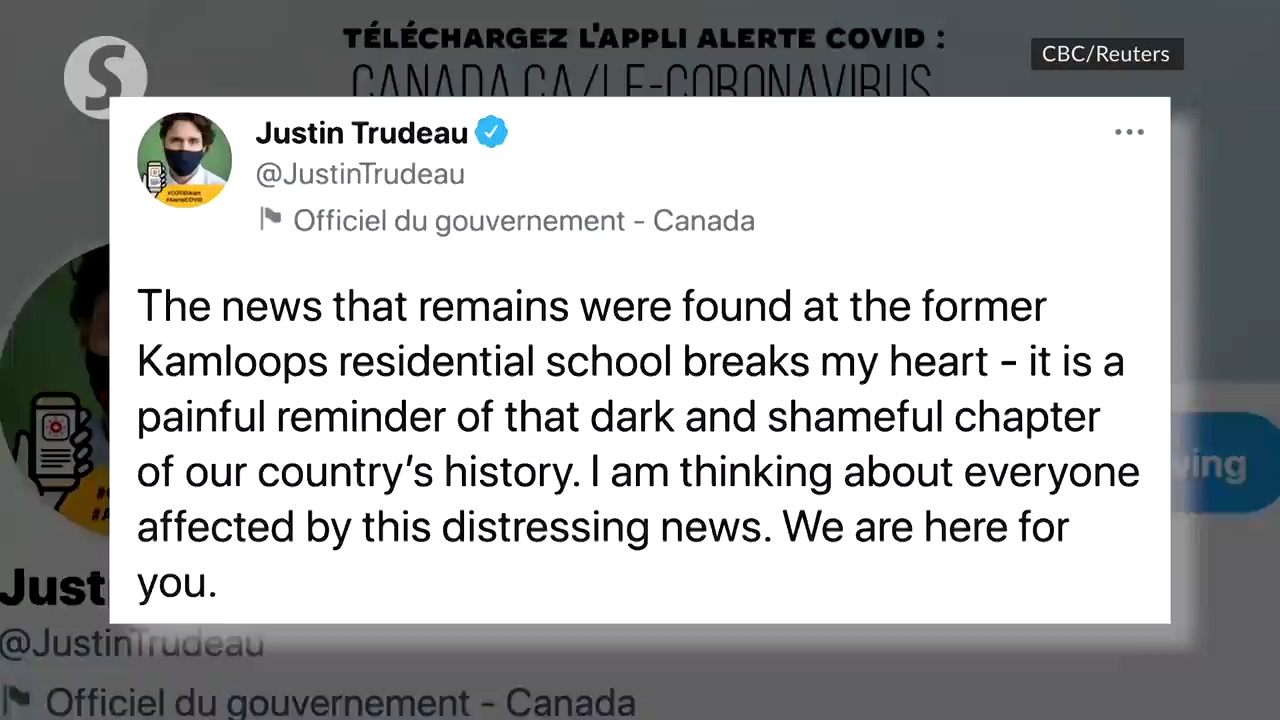 TÉLÉCHARGEZ L'APPLI ALERTE COVID :
CANADA.CA/LE-CORONAVIRUS
CBC/Reuters
S
Justin Trudeau
@JustinTrudeau
Officiel du gouvernement - Canada
The news that remains were found at the former
Kamloops residential school breaks my heart - it is a
painful reminder of that dark and shameful chapter
of our country’s history. I am thinking about everyone
affected by this distressing news. We are here for
you.
ving
Just
@JustinTrudeau
Officiel du gouvernement - Canada